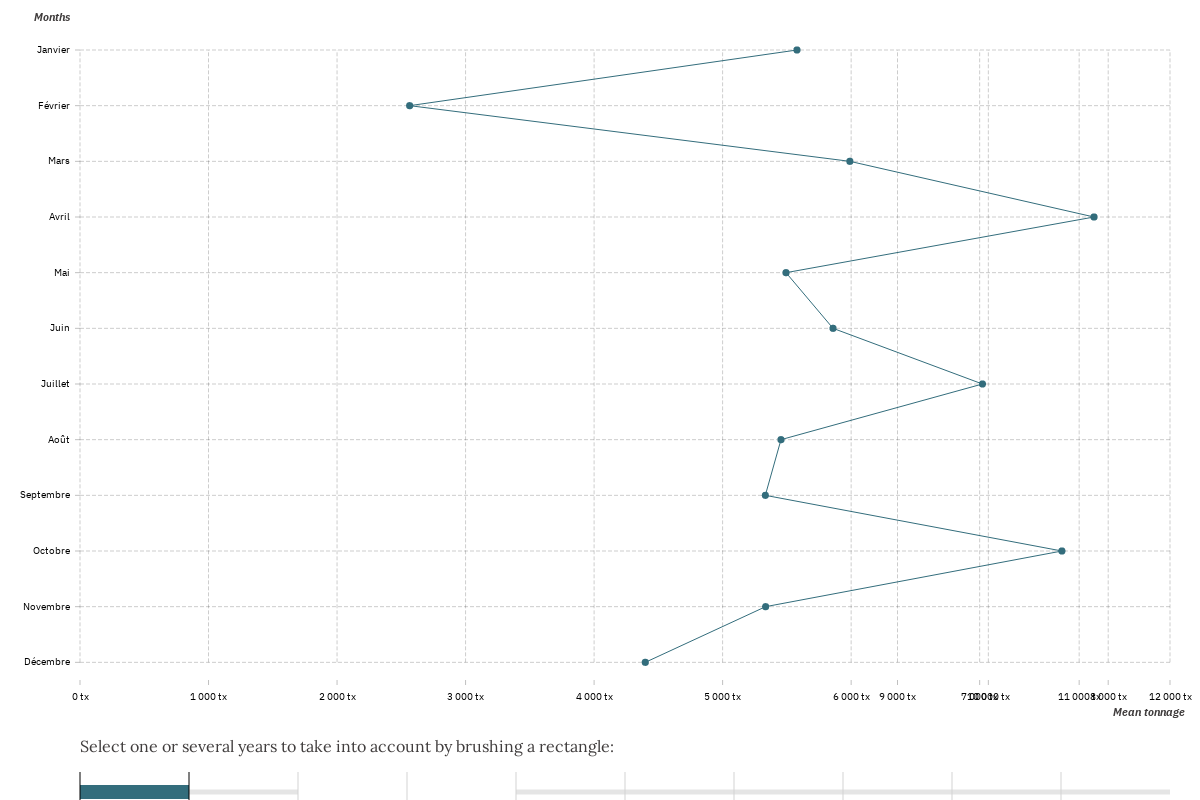 Months
Janvier
Février
Mars
Avril
Mai
Juin
Juillet
Août
Septembre
Octobre
Novembre
Décembre
0 tx 1 000 tx 2 000 tx 3 000 tx 4 000 tx 5 000 tx 6 000 tx 9 000 tx 12 000 tx
Mean tonnage
Select one or several years to take into account by brushing a rectangle: